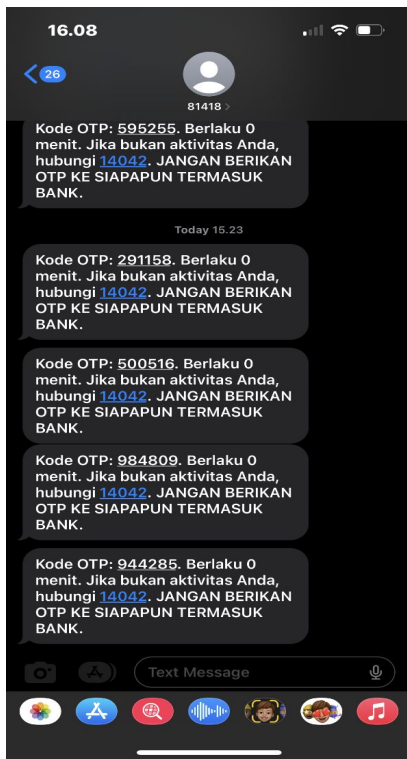 16.08
26
81418
Kode OTP: 595255. Berlaku 0
menit. Jika bukan aktivitas Anda,
hubungi 14042. JANGAN BERIKAN
OTP KE SIAPAPUN TERMASUK
BANK.
Today 15.23
Kode OTP: 291158. Berlaku 0
menit. Jika bukan aktivitas Anda,
hubungi 14042. JANGAN BERIKAN
OTP KE SIAPAPUN TERMASUK
BANK.
Kode OTP: 500516. Berlaku 0
menit. Jika bukan aktivitas Anda,
hubungi 14042. JANGAN BERIKAN
OTP KE SIAPAPUN TERMASUK
BANK.
Kode OTP: 984809. Berlaku 0
menit. Jika bukan aktivitas Anda,
hubungi 14042. JANGAN BERIKAN
OTP KE SIAPAPUN TERMASUK
BANK.
Kode OTP: 944285. Berlaku 0
menit. Jika bukan aktivitas Anda,
hubungi 14042. JANGAN BERIKAN
OTP KE SIAPAPUN TERMASUK
BANK.
Text Message